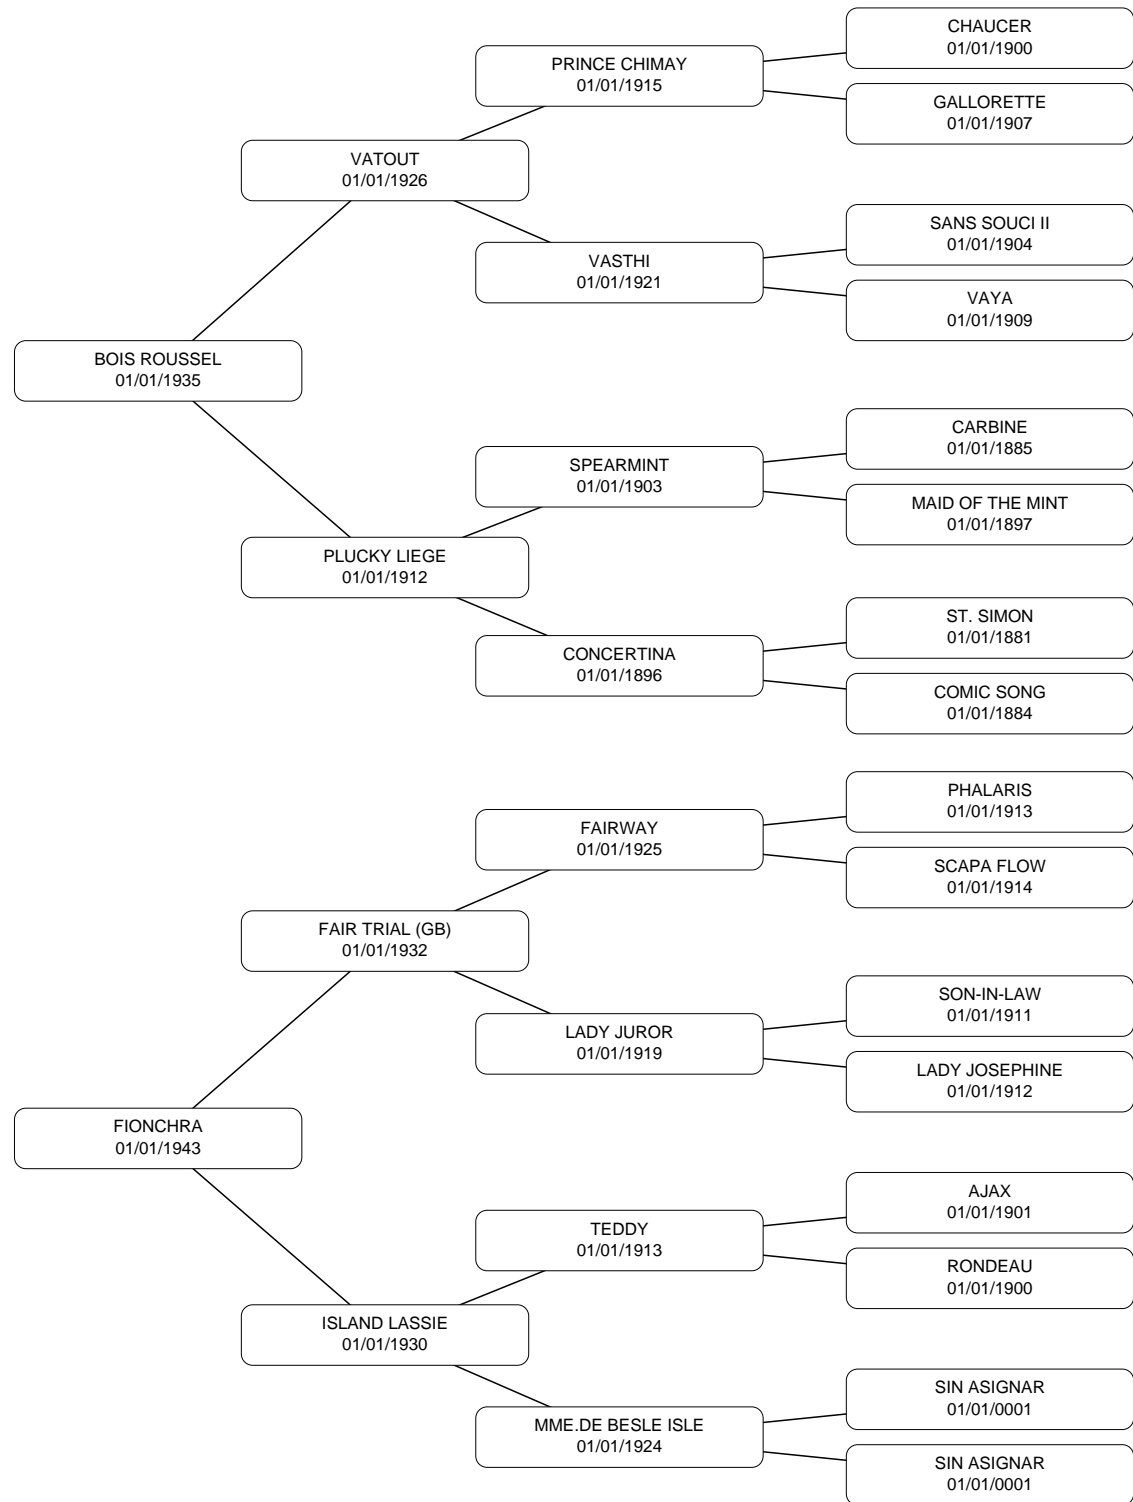 CHAUCER
01/01/1900
PRINCE CHIMAY
01/01/1915
GALLORETTE
01/01/1907
VATOUT
01/01/1926
SANS SOUCI II
01/01/1904
VASTHI
01/01/1921
VAYA
01/01/1909
BOIS ROUSSEL
01/01/1935
CARBINE
01/01/1885
SPEARMINT
01/01/1903
MAID OF THE MINT
01/01/1897
PLUCKY LIEGE
01/01/1912
ST. SIMON
01/01/1881
CONCERTINA
01/01/1896
COMIC SONG
01/01/1884
PHALARIS
01/01/1913
FAIRWAY
01/01/1925
SCAPA FLOW
01/01/1914
FAIR TRIAL (GB)
01/01/1932
SON-IN-LAW
01/01/1911
LADY JUROR
01/01/1919
LADY JOSEPHINE
01/01/1912
FIONCHRA
01/01/1943
AJAX
01/01/1901
TEDDY
01/01/1913
RONDEAU
01/01/1900
ISLAND LASSIE
01/01/1930
SIN ASIGNAR
01/01/0001
MME.DE BESLE ISLE
01/01/1924
SIN ASIGNAR
01/01/0001